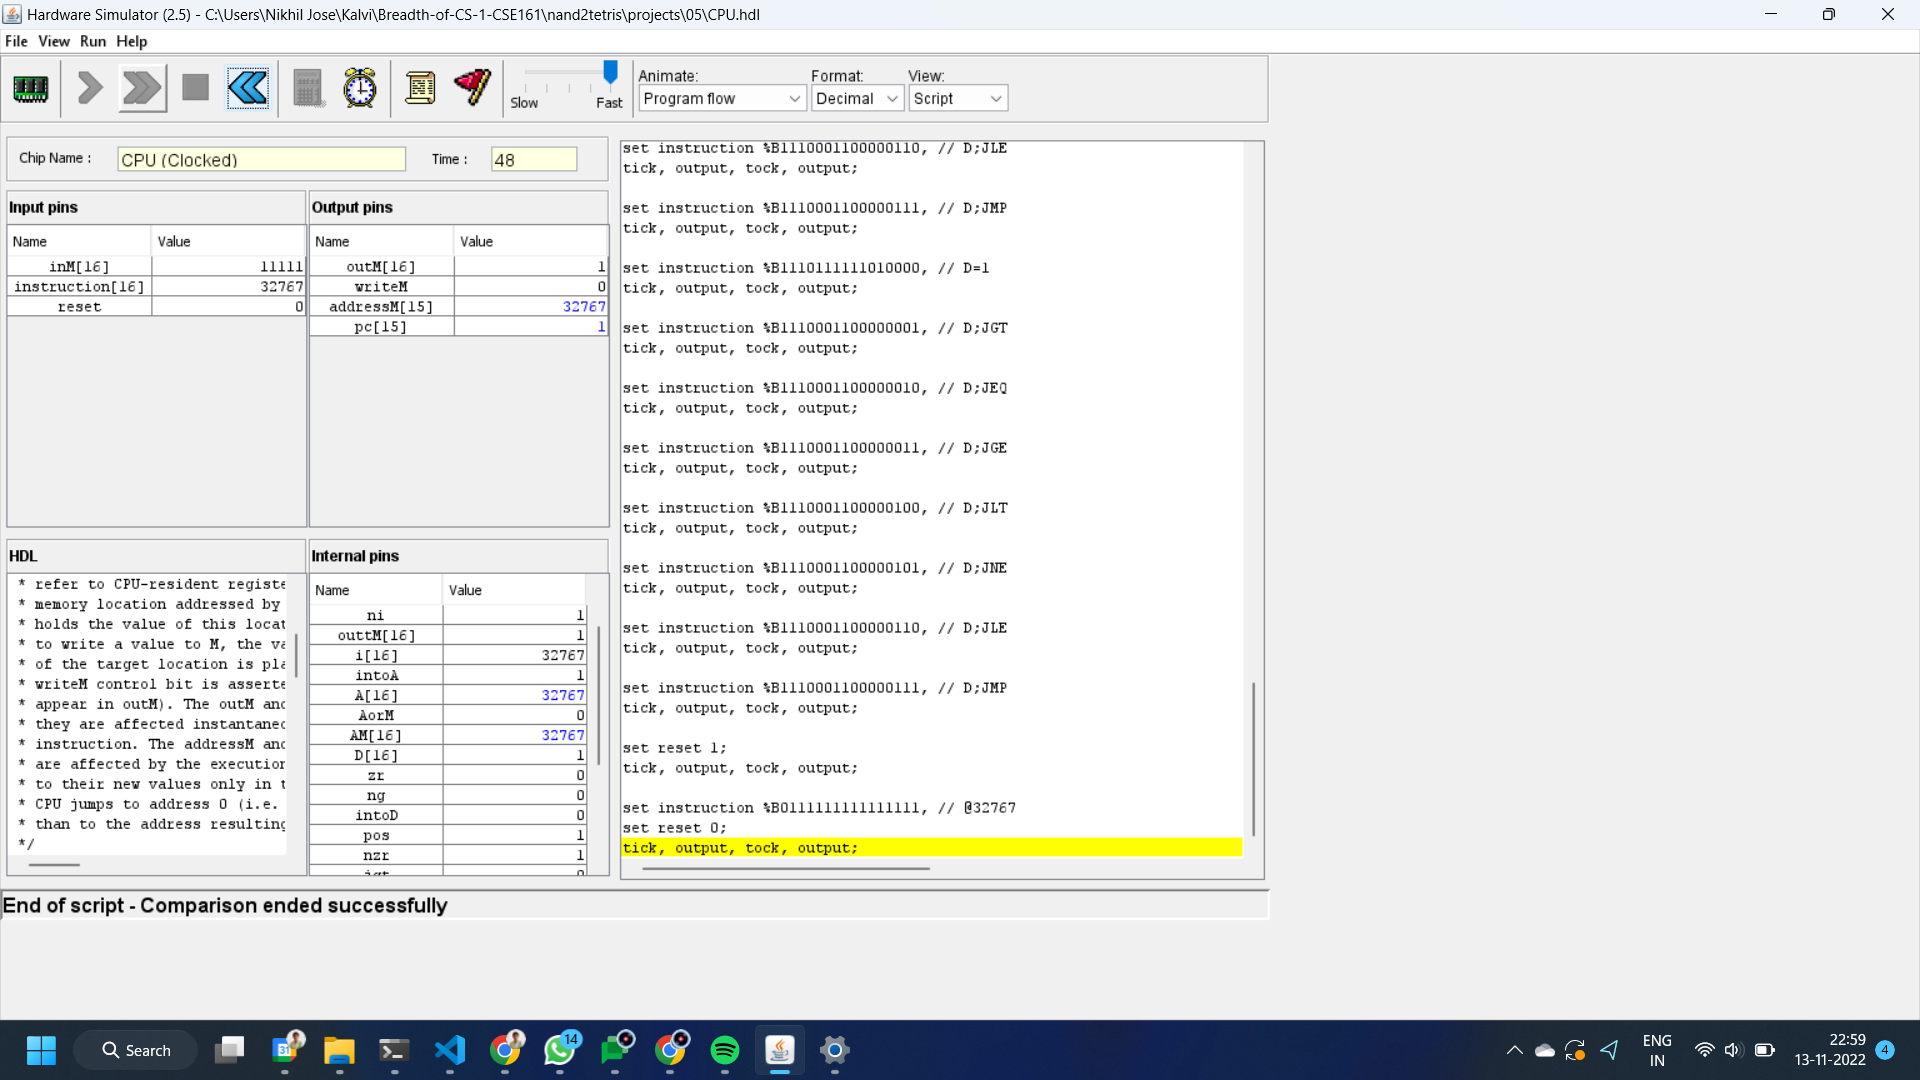 Hardware Simulator (2.5) - C:\Users\Nikhil Jose\Kalvi\Breadth-of-CS-1-CSE161\nand2tetris\projects\05\CPU.hdl
File View Run Help
Slow Fast
Animate: Format: View:
Program flow Decimal Script
Chip Name : CPU (Clocked) Time : 48
Input pins
Name Value
inM[16] 11111
instruction[16] 32767
reset 0
Output pins
Name Value
outM[16] 1
writeM 0
addressM[15] 32767
pc[15] 1
HDL
* refer to CPU-resident registe
* memory location addressed by
* holds the value of this locat
* to write a value to M, the va
* of the target location is pla
* writeM control bit is asserte
* appear in outM). The outM and
* they are affected instantaneo
* instruction. The addressM and
* are affected by the execution
* to their new values only in t
* CPU jumps to address 0 (i.e.
* than to the address resulting
*/
Internal pins
Name Value
ni 1
outtM[16] 1
i[16] 32767
intoA 1
A[16] 32767
AorM 0
AM[16] 32767
D[16] 1
zr 0
ng 0
intoD 0
pos 1
nzr 1
jgt 0
set instruction %B1110001100000110, // D;JLE
tick, output, tock, output;
set instruction %B1110001100000111, // D;JMP
tick, output, tock, output;
set instruction %B1110111111010000, // D=1
tick, output, tock, output;
set instruction %B1110001100000001, // D;JGT
tick, output, tock, output;
set instruction %B1110001100000010, // D;JEQ
tick, output, tock, output;
set instruction %B1110001100000011, // D;JGE
tick, output, tock, output;
set instruction %B1110001100000100, // D;JLT
tick, output, tock, output;
set instruction %B1110001100000101, // D;JNE
tick, output, tock, output;
set instruction %B1110001100000110, // D;JLE
tick, output, tock, output;
set instruction %B1110001100000111, // D;JMP
tick, output, tock, output;
set reset 1;
tick, output, tock, output;
set instruction %B0111111111111111, // @32767
set reset 0;
tick, output, tock, output;
End of script - Comparison ended successfully
Search
31
14
ENG
IN
22:59
13-11-2022
4